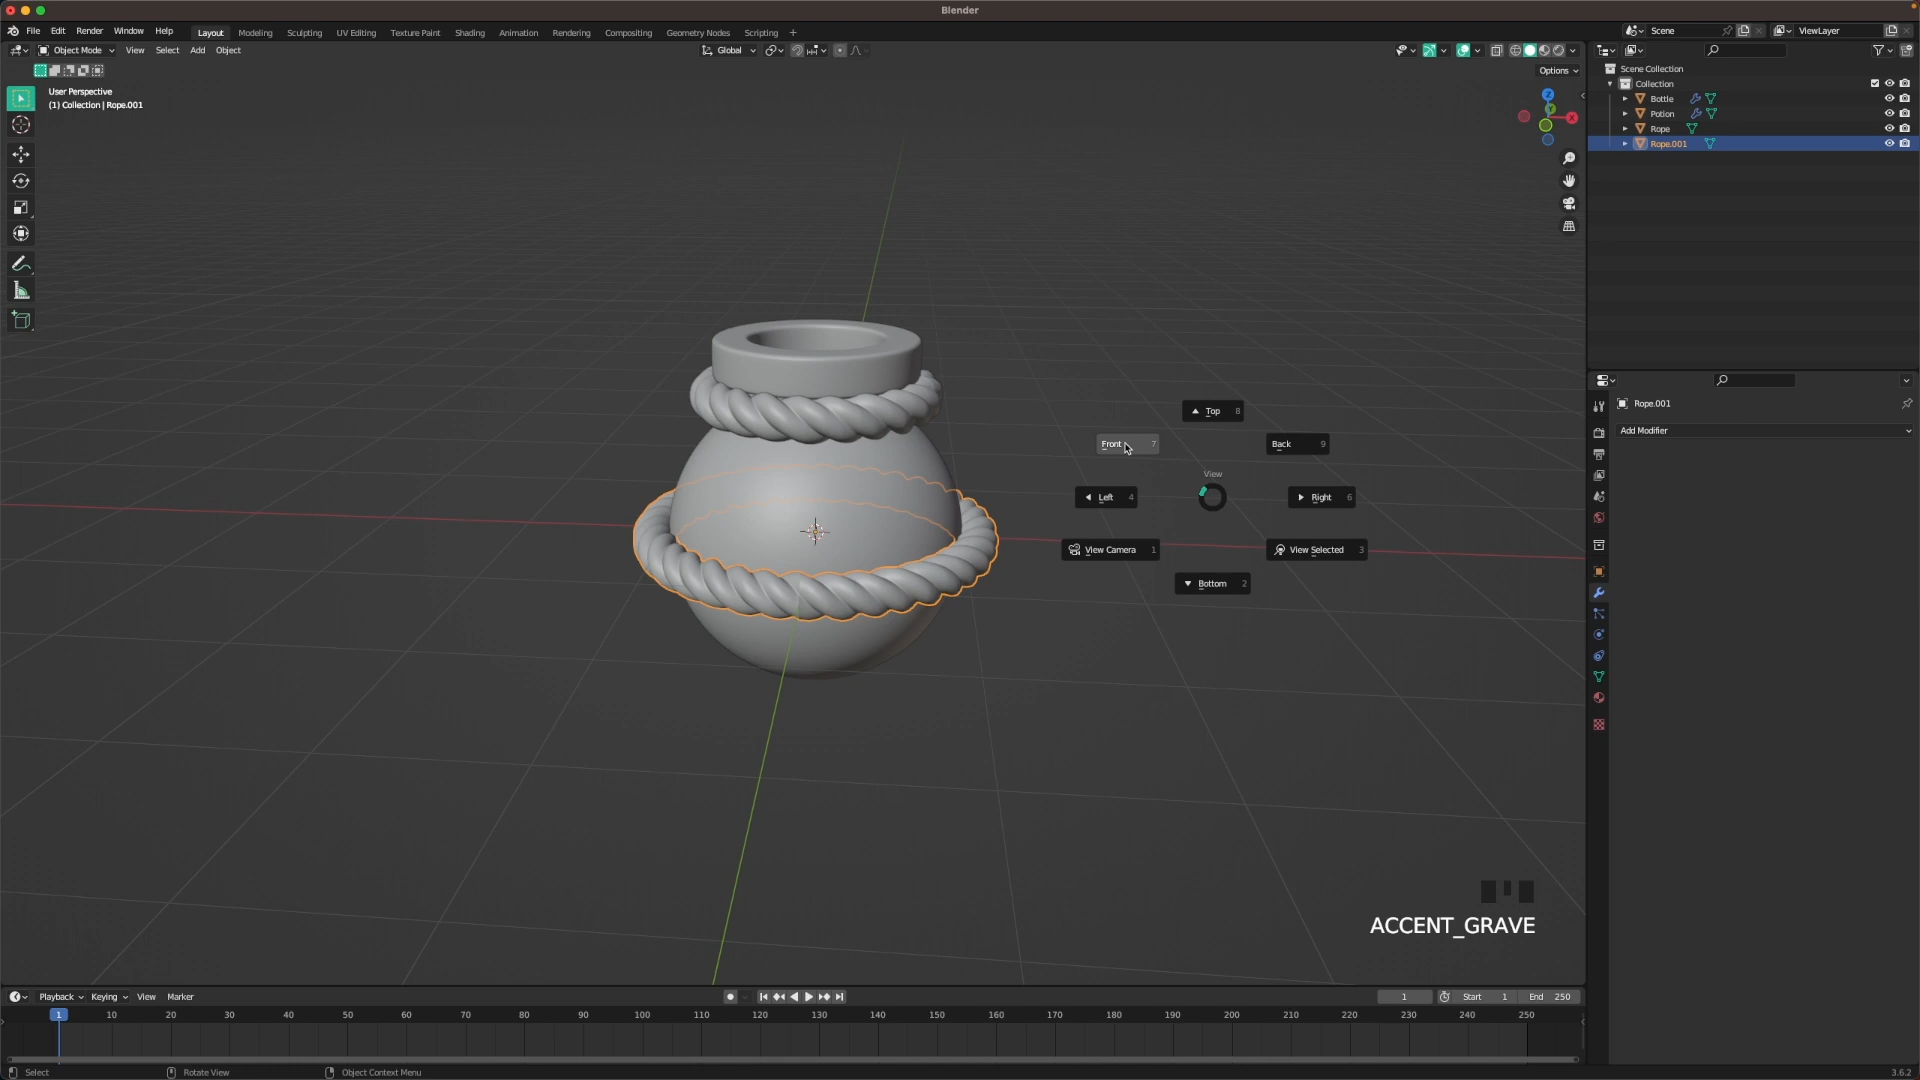 Blender
File Edit Render Window Help Layout Modeling Sculpting UV Editing Texture Paint Shading Animation Rendering Compositing Geometry Nodes Scripting + Scene ViewLayer
Object Mode View Select Add Object Global
Options
User Perspective
(1) Collection | Rope.001
Z
Y
X
Scene Collection
Collection
Bottle
Potion
Rope
Rope.001
Rope.001
Add Modifier
Top 8
Front 7
Back 9
View
Left 4
Right 6
View Camera 1
View Selected 3
Bottom 2
ACCENT_GRAVE
Playback Keying View Marker 1 Start 1 End 250
1 10 20 30 40 50 60 70 80 90 100 110 120 130 140 150 160 170 180 190 200 210 220 230 240 250
Select Rotate View Object Context Menu 3.6.2